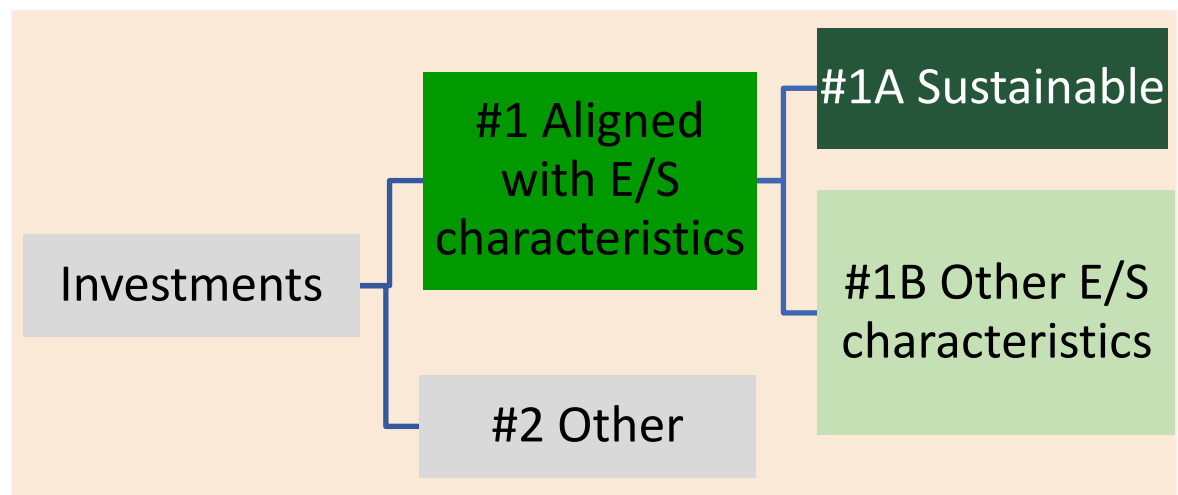 Investments
#1 Aligned
with E/S
characteristics
#2 Other
#1A Sustainable
#1B Other E/S
characteristics